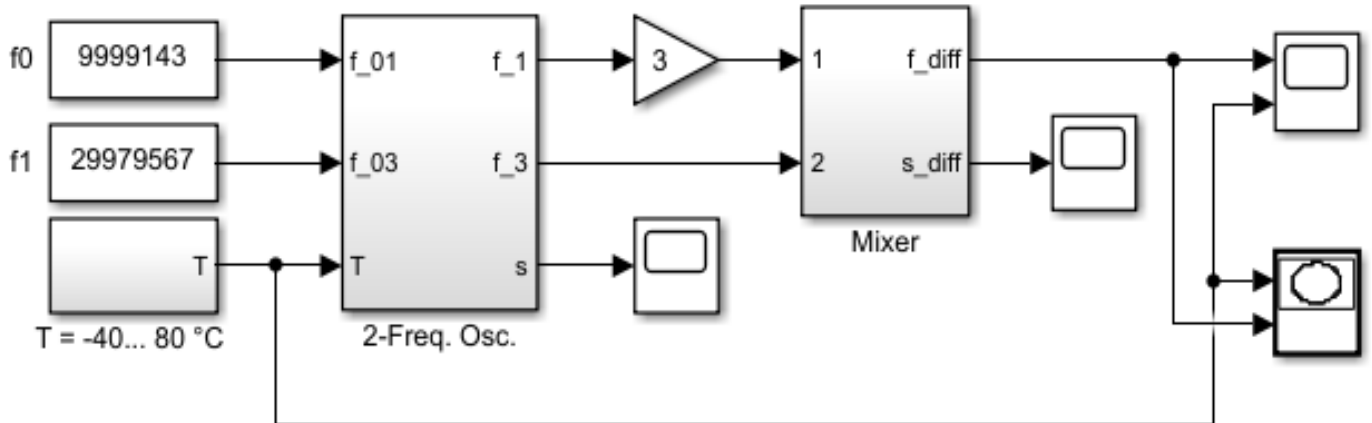 f0 9999143 f_01 f_1 3 1 f_diff
f1 29979567 f_03 f_3 2 s_diff
Mixer
T T s
T = -40... 80 °C 2-Freq. Osc.